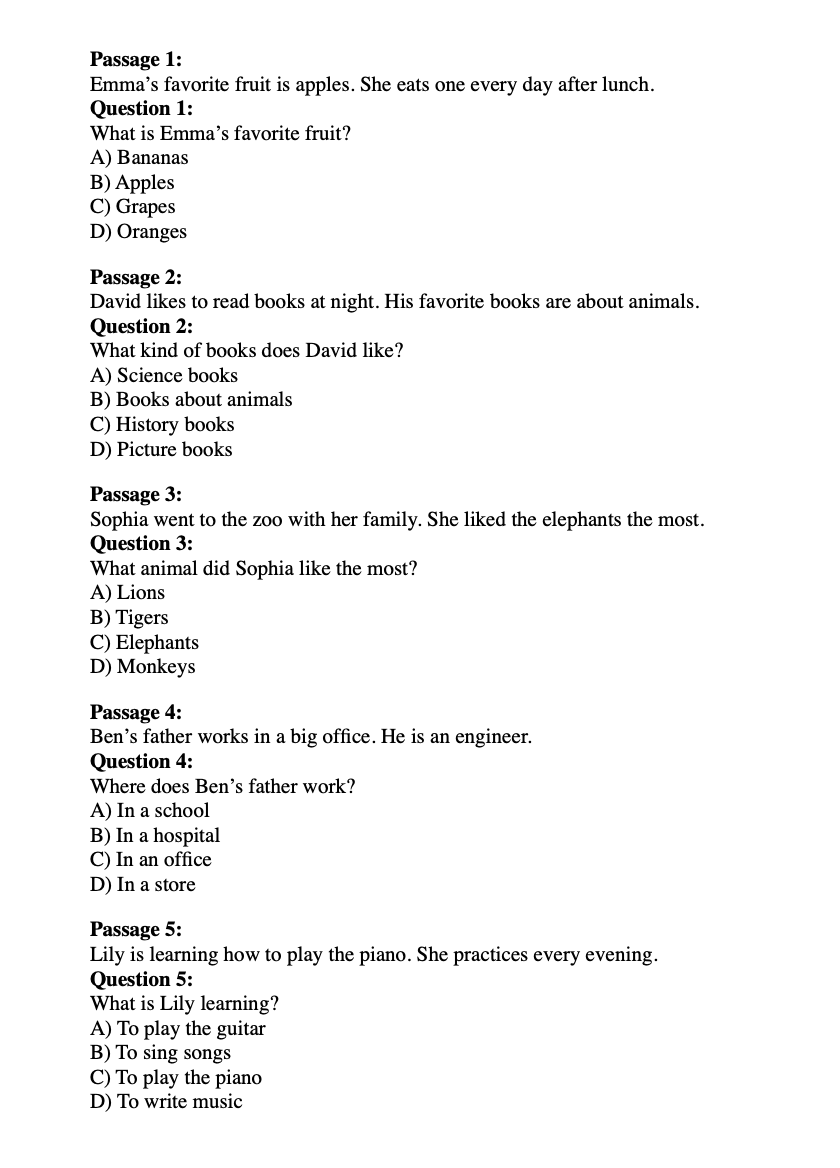 Passage 1:
Emma’s favorite fruit is apples. She eats one every day after lunch.
Question 1:
What is Emma’s favorite fruit?
A) Bananas
B) Apples
C) Grapes
D) Oranges
Passage 2:
David likes to read books at night. His favorite books are about animals.
Question 2:
What kind of books does David like?
A) Science books
B) Books about animals
C) History books
D) Picture books
Passage 3:
Sophia went to the zoo with her family. She liked the elephants the most.
Question 3:
What animal did Sophia like the most?
A) Lions
B) Tigers
C) Elephants
D) Monkeys
Passage 4:
Ben’s father works in a big office. He is an engineer.
Question 4:
Where does Ben’s father work?
A) In a school
B) In a hospital
C) In an office
D) In a store
Passage 5:
Lily is learning how to play the piano. She practices every evening.
Question 5:
What is Lily learning?
A) To play the guitar
B) To sing songs
C) To play the piano
D) To write music